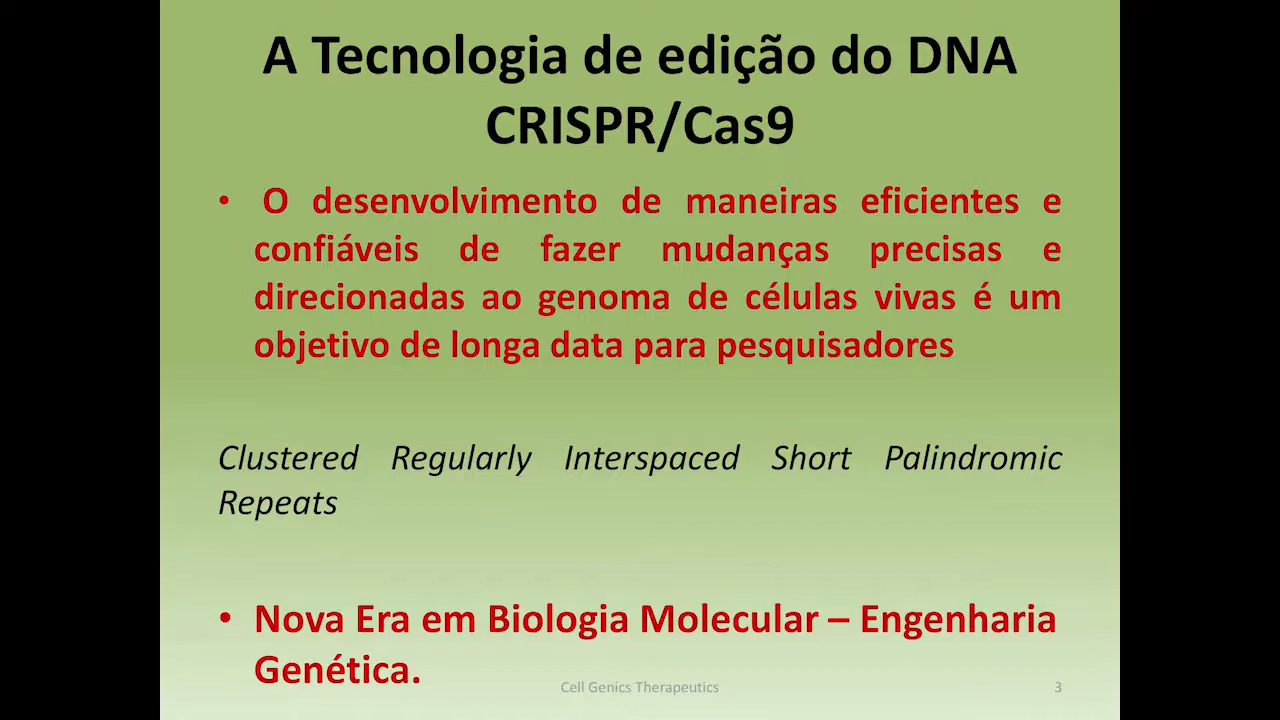 A Tecnologia de edição do DNA
CRISPR/Cas9
• O desenvolvimento de maneiras eficientes e
confiáveis de fazer mudanças precisas e
direcionadas ao genoma de células vivas é um
objetivo de longa data para pesquisadores
Clustered Regularly Interspaced Short Palindromic
Repeats
• Nova Era em Biologia Molecular – Engenharia
Genética.
Cell Genics Therapeutics 3